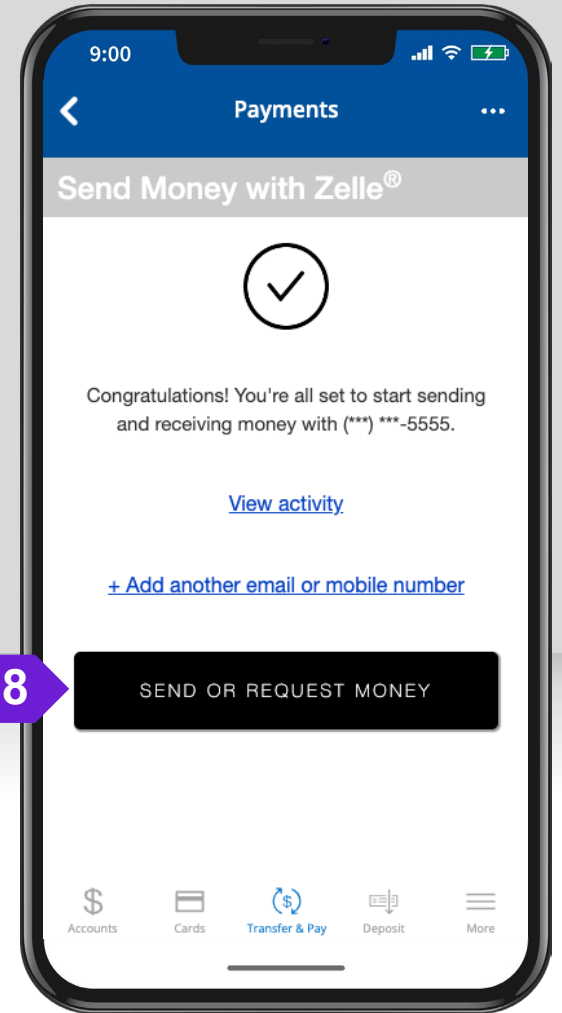 9:00
Payments
Send Money with Zelle®
Congratulations! You're all set to start sending
and receiving money with (***) ***-5555.
View activity
+ Add another email or mobile number
8
SEND OR REQUEST MONEY
Accounts
Cards
Transfer & Pay
Deposit
More